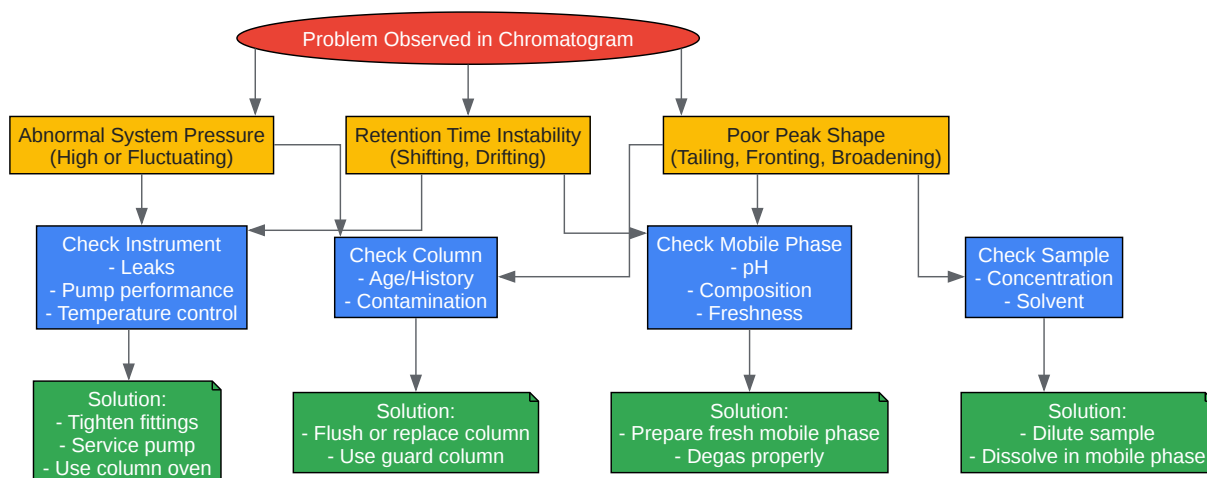 Problem Observed in Chromatogram
Abnormal System Pressure
(High or Fluctuating)
Retention Time Instability
(Shifting, Drifting)
Poor Peak Shape
(Tailing, Fronting, Broadening)
Check Instrument
- Leaks
- Pump performance
- Temperature control
Check Column
- Age/History
- Contamination
Check Mobile Phase
- pH
- Composition
- Freshness
Check Sample
- Concentration
- Solvent
Solution:
- Tighten fittings
- Service pump
- Use column oven
Solution:
- Flush or replace column
- Use guard column
Solution:
- Prepare fresh mobile phase
- Degas properly
Solution:
- Dilute sample
- Dissolve in mobile phase